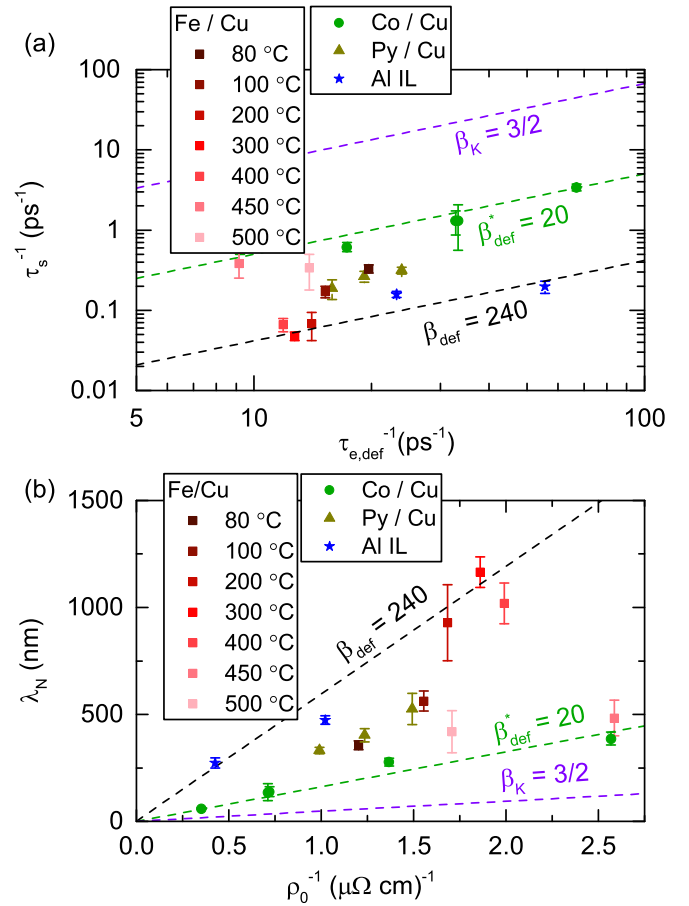 (a)
Fe / Cu
80 °C
100 °C
200 °C
300 °C
400 °C
450 °C
500 °C
Co / Cu
Py / Cu
Al IL
100
10
1
0.1
0.01
τs-1 (ps-1)
βK = 3/2
β*def = 20
βdef = 240
5
10
100
τe,def-1(ps-1)
(b)
Fe/Cu
80 °C
100 °C
200 °C
300 °C
400 °C
450 °C
500 °C
Co / Cu
Py / Cu
Al IL
1500
1000
500
0
λN (nm)
βdef = 240
β*def = 20
βK = 3/2
0.0
0.5
1.0
1.5
2.0
2.5
ρ0-1 (μΩ cm)-1